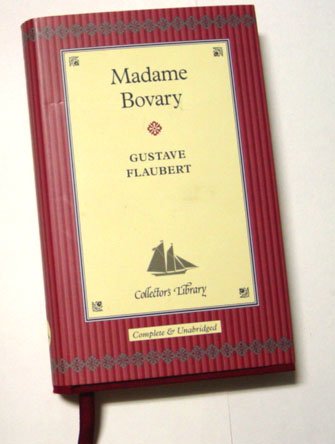 Madame
Bovary
GUSTAVE
FLAUBERT
Collector's Library
Complete & Unabridged